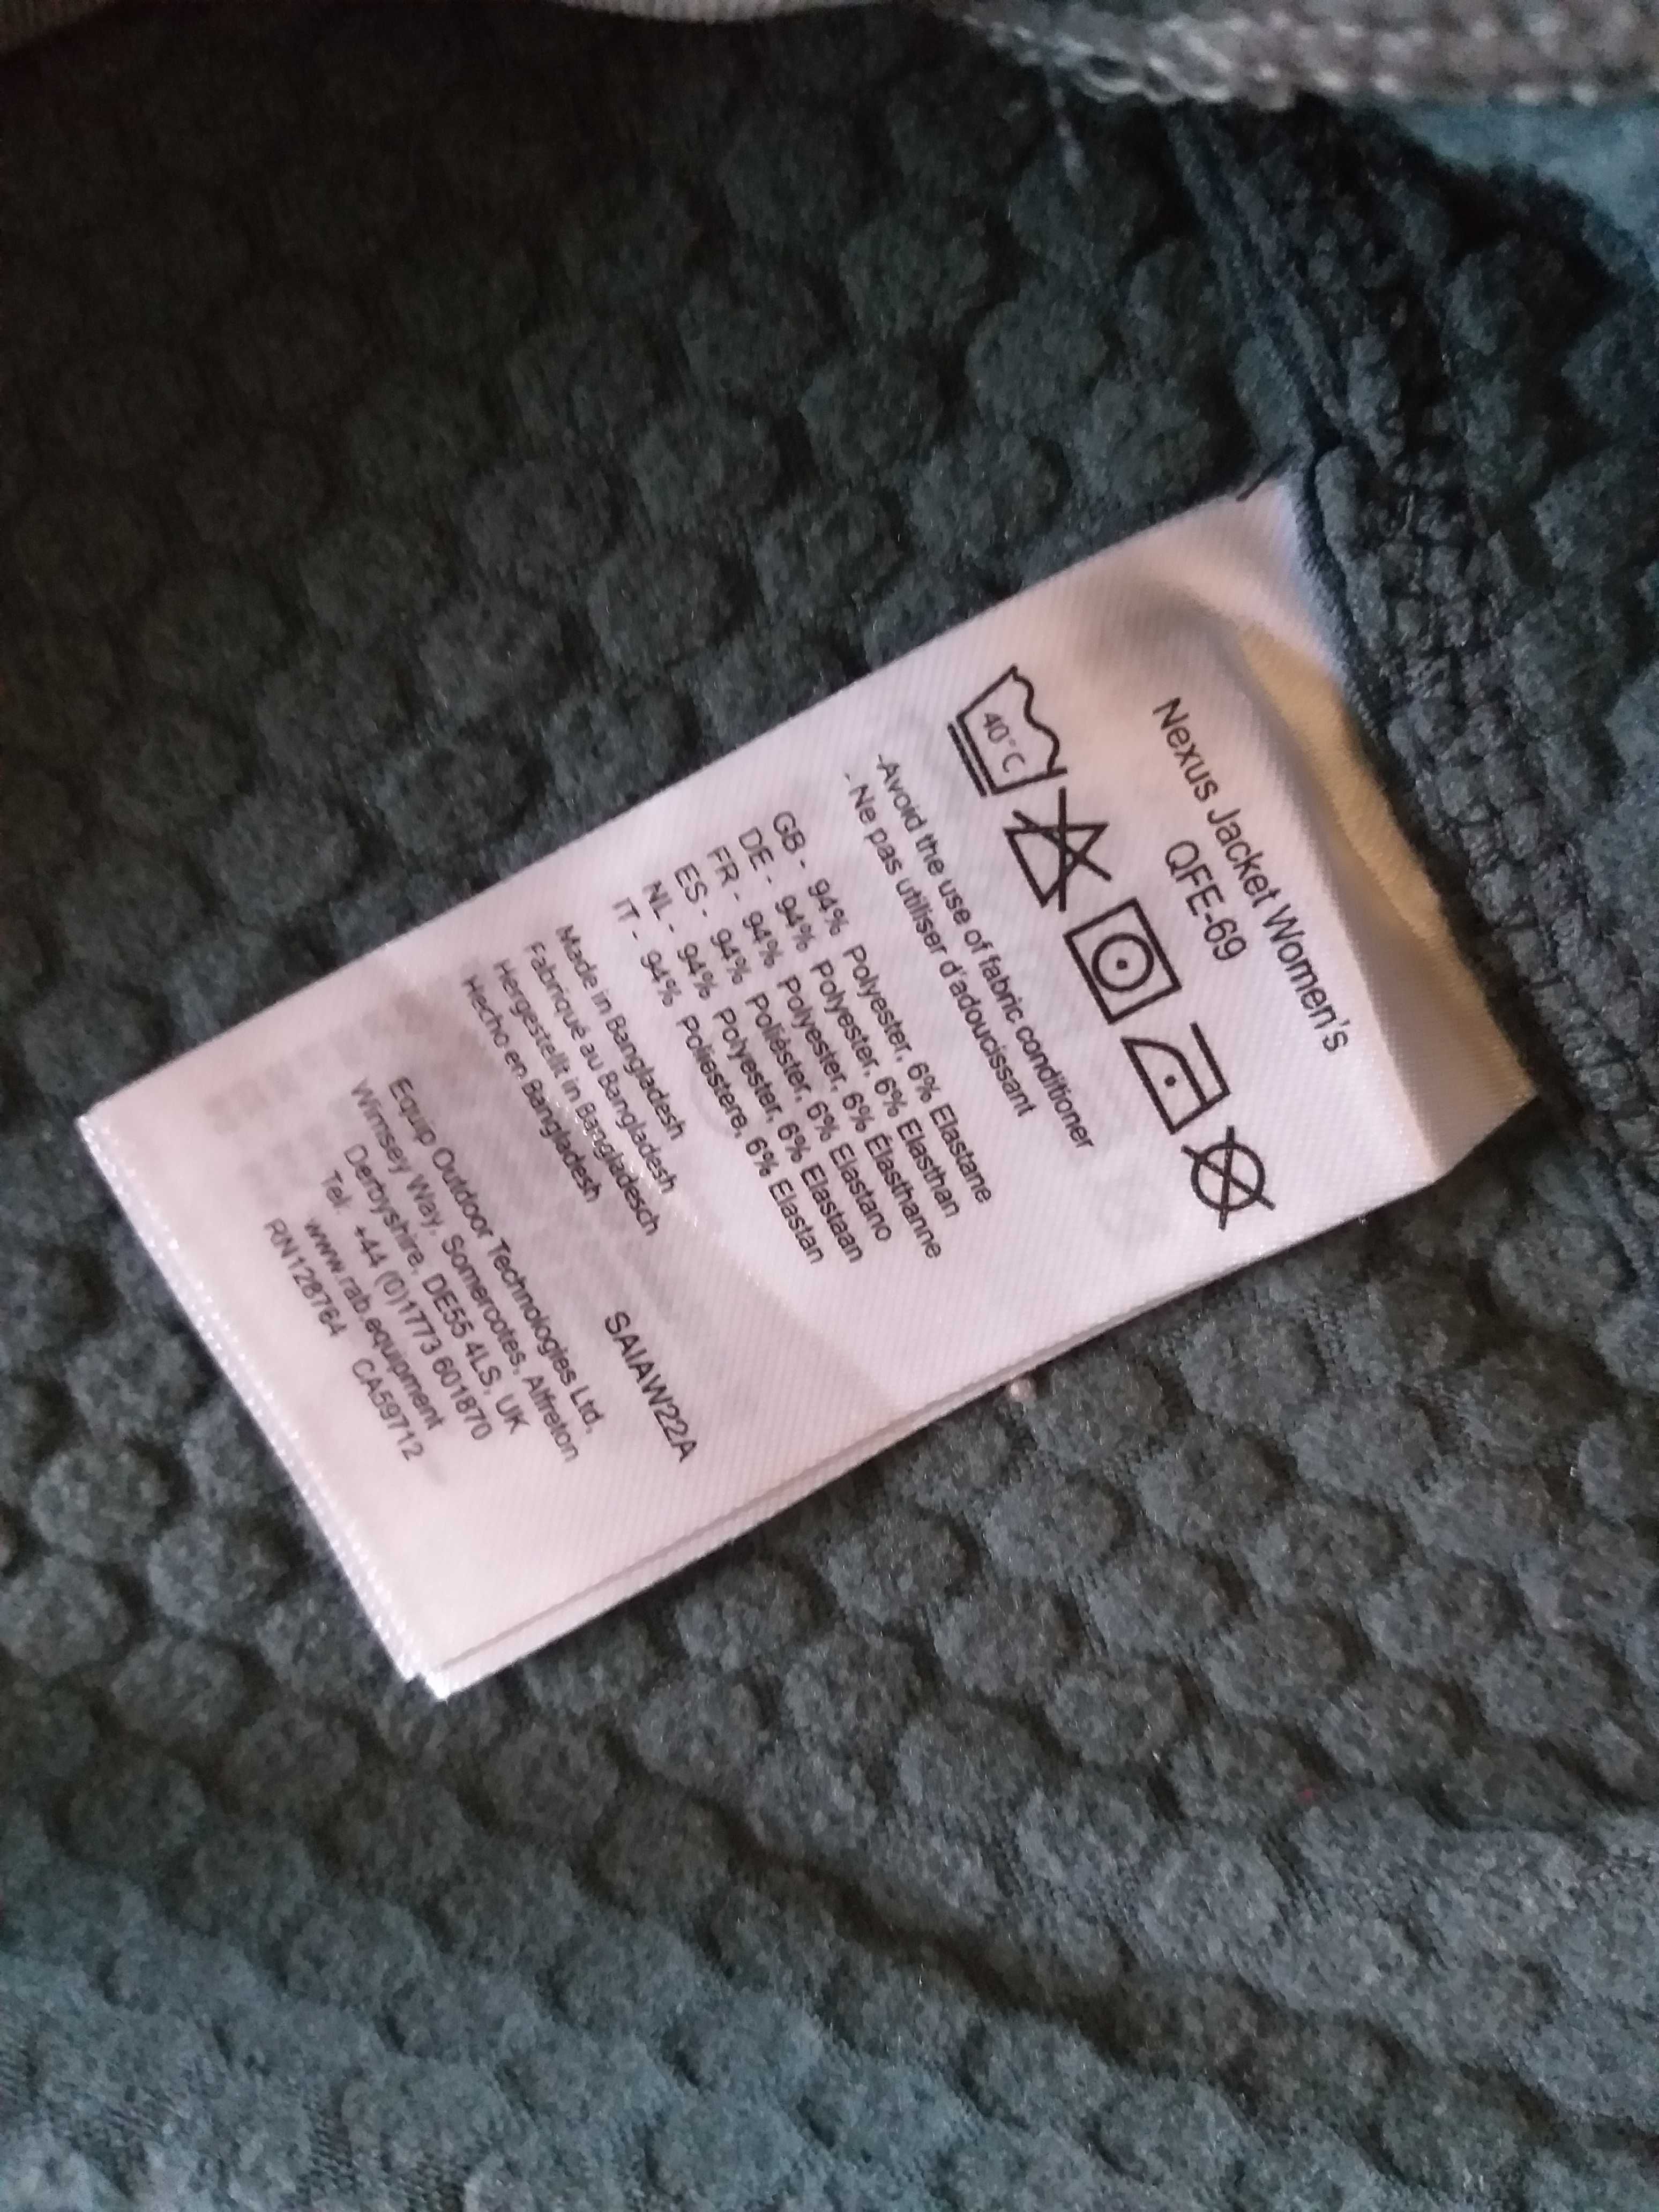 Nexus Jacket Women's
QFE-69
40°C
-Avoid the use of fabric conditioner
- Ne pas utiliser d'adoucissant
GB - 94% Polyester, 6% Elastane
DE - 94% Polyester, 6% Elasthan
FR - 94% Polyester, 6% Élasthanne
ES - 94% Poliéster, 6% Elastano
NL - 94% Polyester, 6% Elastaan
IT - 94% Poliestere, 6% Elastan
Made in Bangladesh
Fabriqué au Bangladesh
Hergestellt in Bangladesch
Hecho en Bangladesh
SAIAW22A
Equip Outdoor Technologies Ltd,
Wimsey Way, Somercotes, Alfreton
Derbyshire, DE55 4LS, UK
Tel: +44 (0)1773 601870
www.rab.equipment
RN128764 CA59712